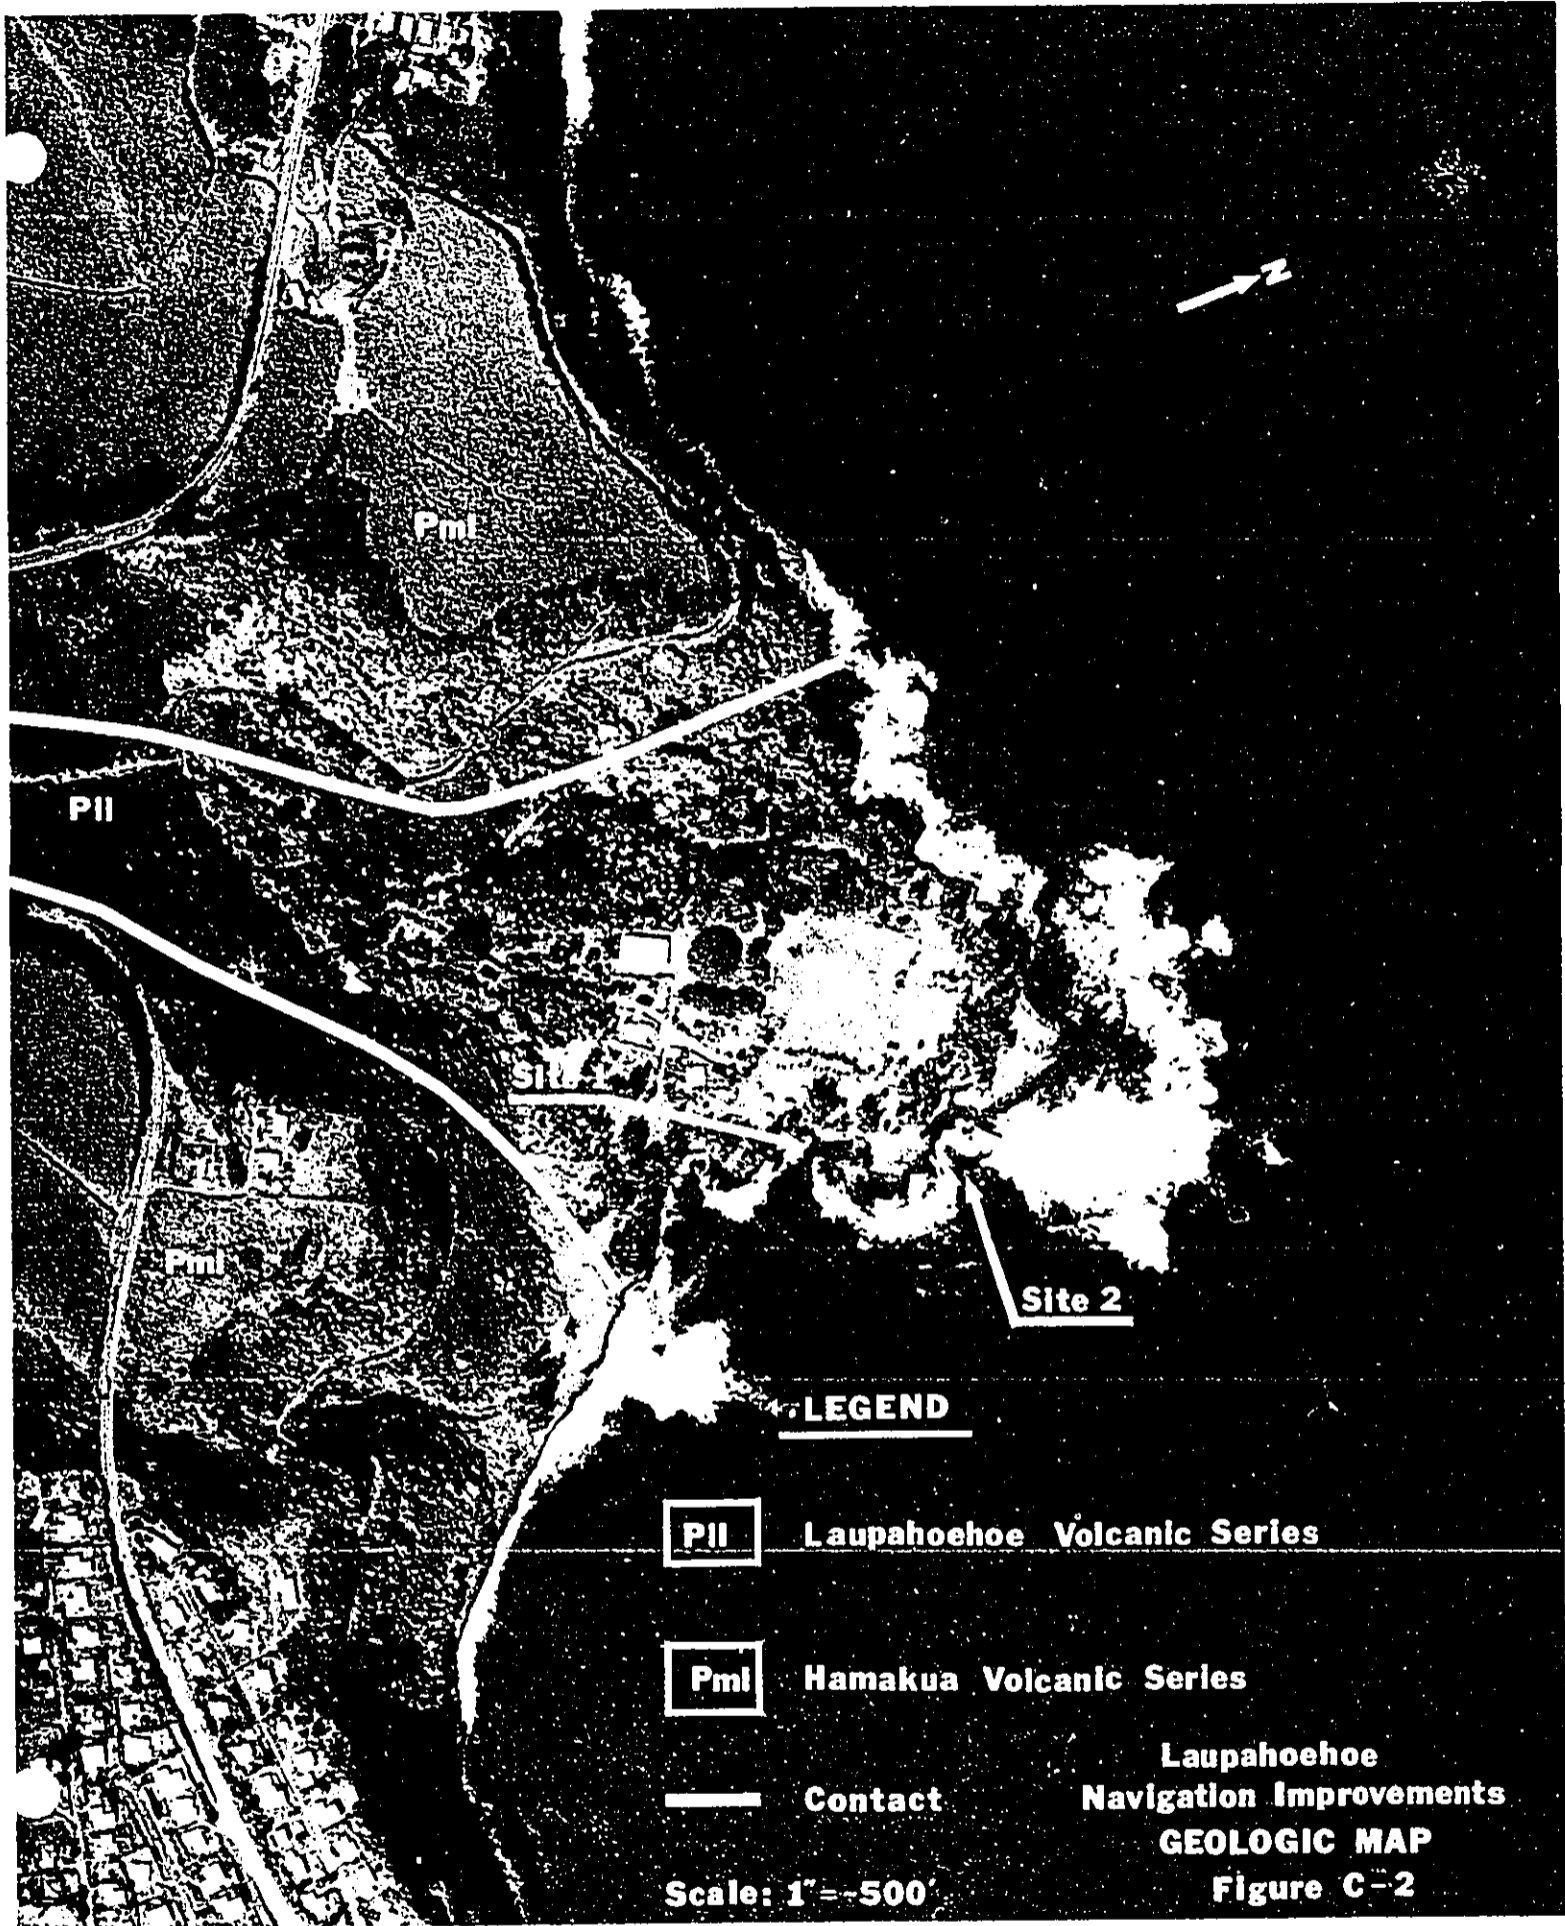 N
Pml
Pll
Site 1
Pml
Site 2
LEGEND
Pll Laupahoehoe Volcanic Series
Pml Hamakua Volcanic Series
Contact
Laupahoehoe
Navigation Improvements
GEOLOGIC MAP
Figure C-2
Scale: 1"=~500'